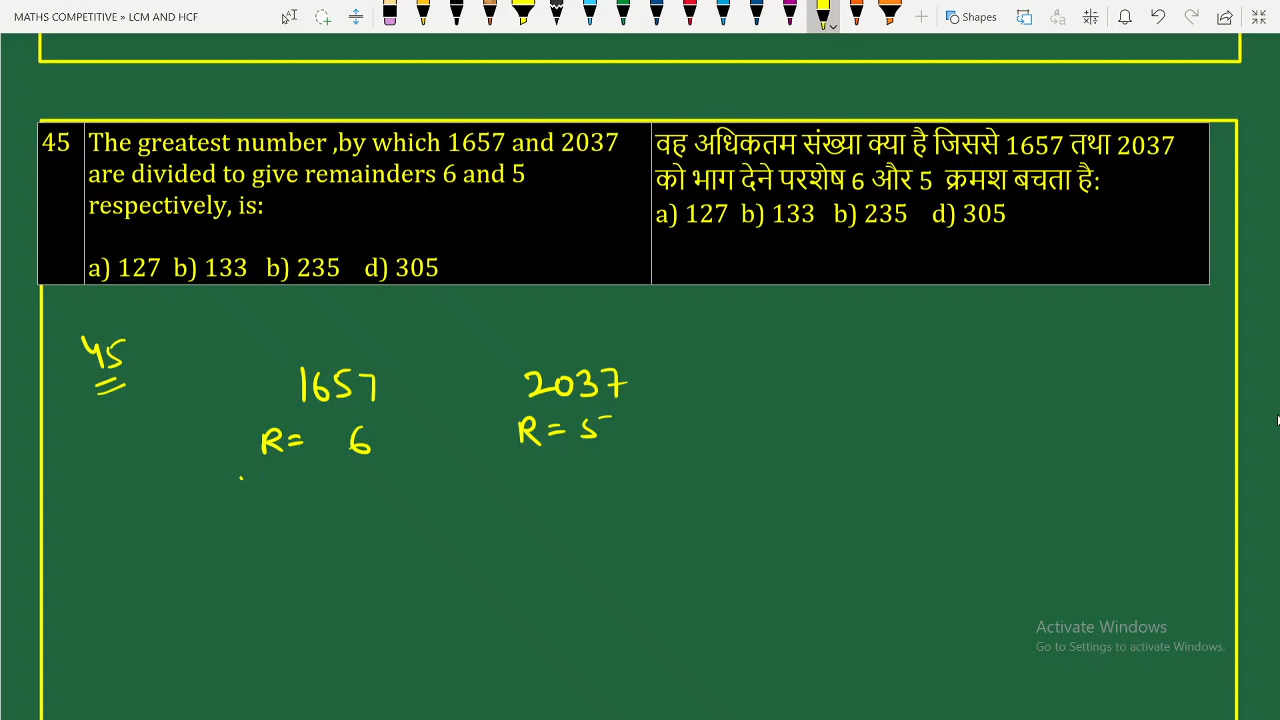 MATHS COMPETITIVE » LCM AND HCF
Shapes
45
The greatest number ,by which 1657 and 2037
are divided to give remainders 6 and 5
respectively, is:
a) 127 b) 133 b) 235 d) 305
वह अधिकतम संख्या क्या है जिससे 1657 तथा 2037
को भाग देने परशेष 6 और 5 क्रमश बचता है:
a) 127 b) 133 b) 235 d) 305
45
1657 2037
R = 6 R = 5
Activate Windows
Go to Settings to activate Windows.